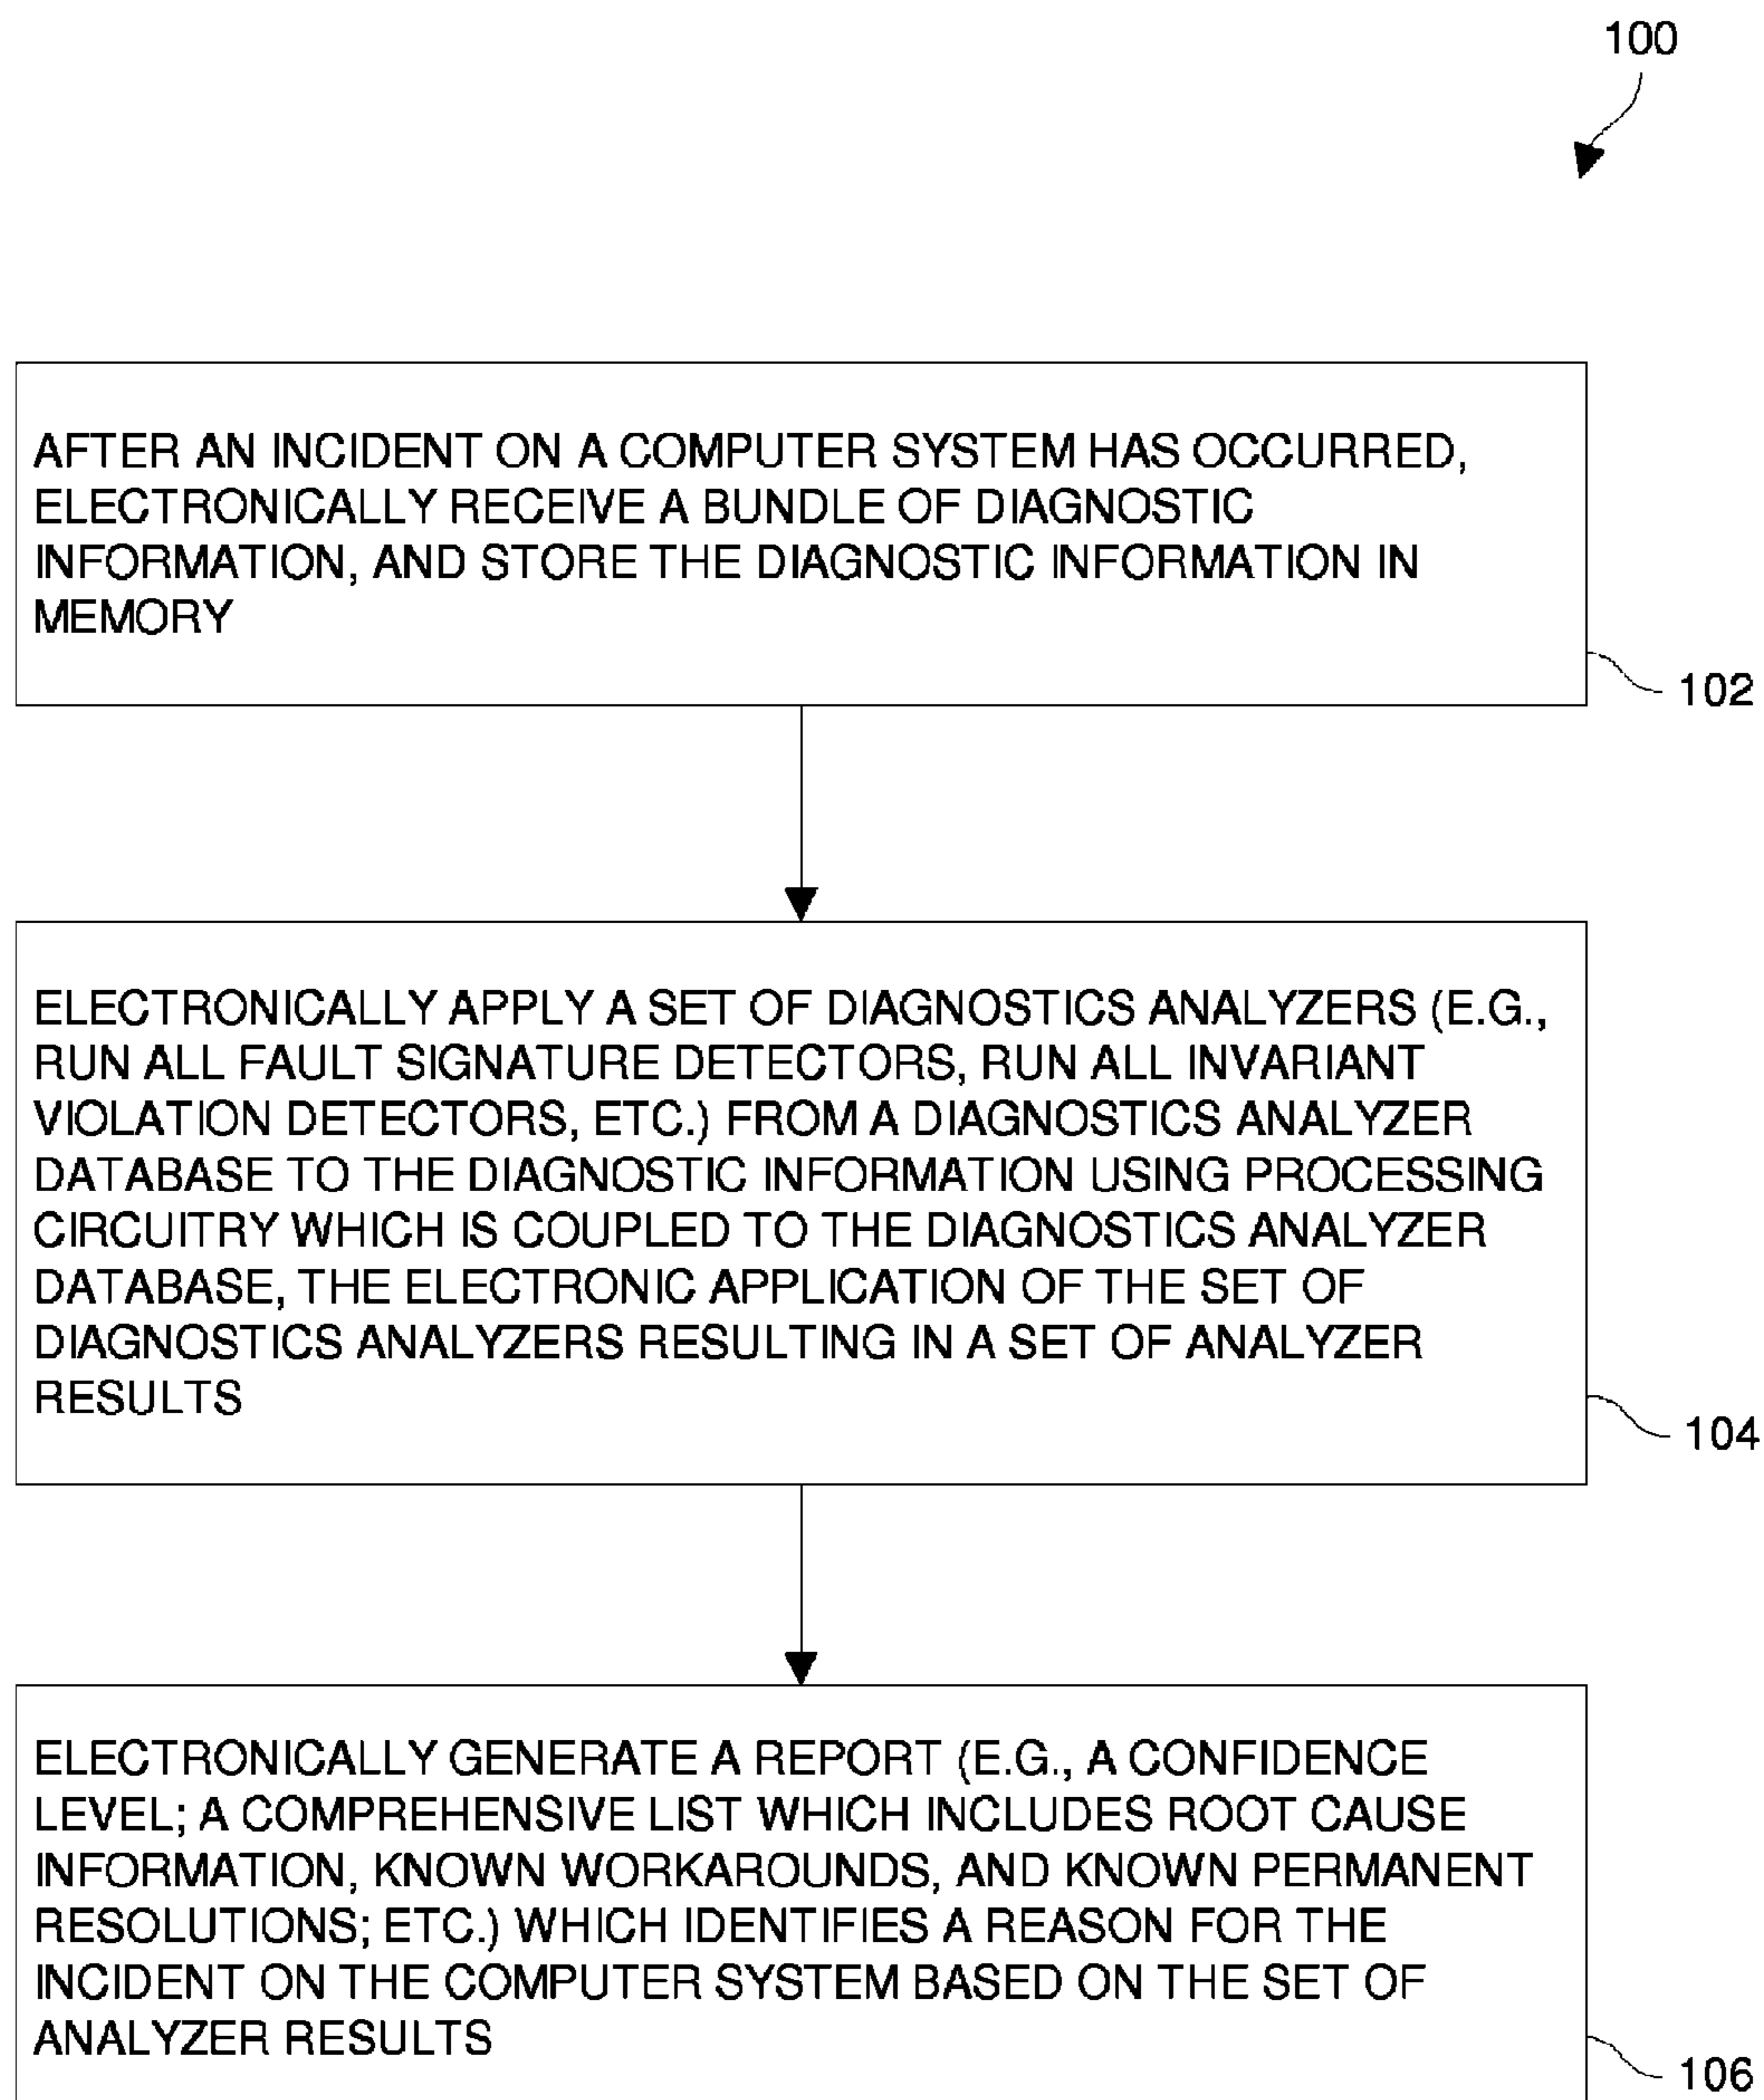 100
AFTER AN INCIDENT ON A COMPUTER SYSTEM HAS OCCURRED,
ELECTRONICALLY RECEIVE A BUNDLE OF DIAGNOSTIC
INFORMATION, AND STORE THE DIAGNOSTIC INFORMATION IN
MEMORY
102
ELECTRONICALLY APPLY A SET OF DIAGNOSTICS ANALYZERS (E.G.,
RUN ALL FAULT SIGNATURE DETECTORS, RUN ALL INVARIANT
VIOLATION DETECTORS, ETC.) FROM A DIAGNOSTICS ANALYZER
DATABASE TO THE DIAGNOSTIC INFORMATION USING PROCESSING
CIRCUITRY WHICH IS COUPLED TO THE DIAGNOSTICS ANALYZER
DATABASE, THE ELECTRONIC APPLICATION OF THE SET OF
DIAGNOSTICS ANALYZERS RESULTING IN A SET OF ANALYZER
RESULTS
104
ELECTRONICALLY GENERATE A REPORT (E.G., A CONFIDENCE
LEVEL; A COMPREHENSIVE LIST WHICH INCLUDES ROOT CAUSE
INFORMATION, KNOWN WORKAROUNDS, AND KNOWN PERMANENT
RESOLUTIONS; ETC.) WHICH IDENTIFIES A REASON FOR THE
INCIDENT ON THE COMPUTER SYSTEM BASED ON THE SET OF
ANALYZER RESULTS
106